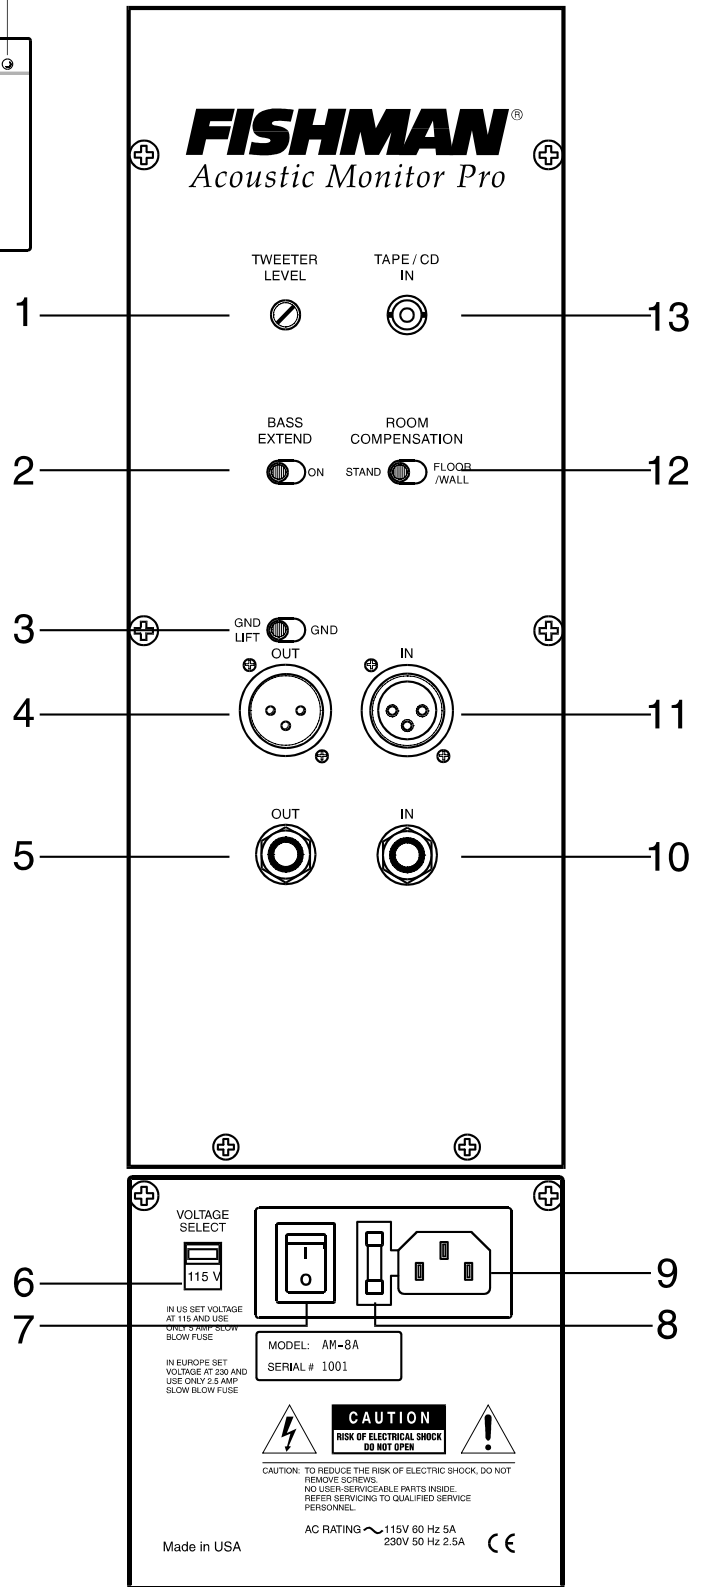 FISHMAN®
Acoustic Monitor Pro
TWEETER
LEVEL
TAPE / CD
IN
1
13
BASS
EXTEND
ROOM
COMPENSATION
2
ON
STAND
FLOOR
/WALL
12
3
GND
LIFT
GND
OUT
IN
4
11
OUT
IN
5
10
VOLTAGE
SELECT
6
115 V
I
O
9
7
8
IN US SET VOLTAGE
AT 115 AND USE
ONLY 5 AMP SLOW
BLOW FUSE
IN EUROPE SET
VOLTAGE AT 230 AND
USE ONLY 2.5 AMP
SLOW BLOW FUSE
MODEL: AM-8A
SERIAL # 1001
CAUTION
RISK OF ELECTRICAL SHOCK
DO NOT OPEN
CAUTION: TO REDUCE THE RISK OF ELECTRIC SHOCK, DO NOT
REMOVE SCREWS.
NO USER-SERVICEABLE PARTS INSIDE.
REFER SERVICING TO QUALIFIED SERVICE
PERSONNEL.
AC RATING 115V 60 Hz 5A
230V 50 Hz 2.5A
Made in USA
CE